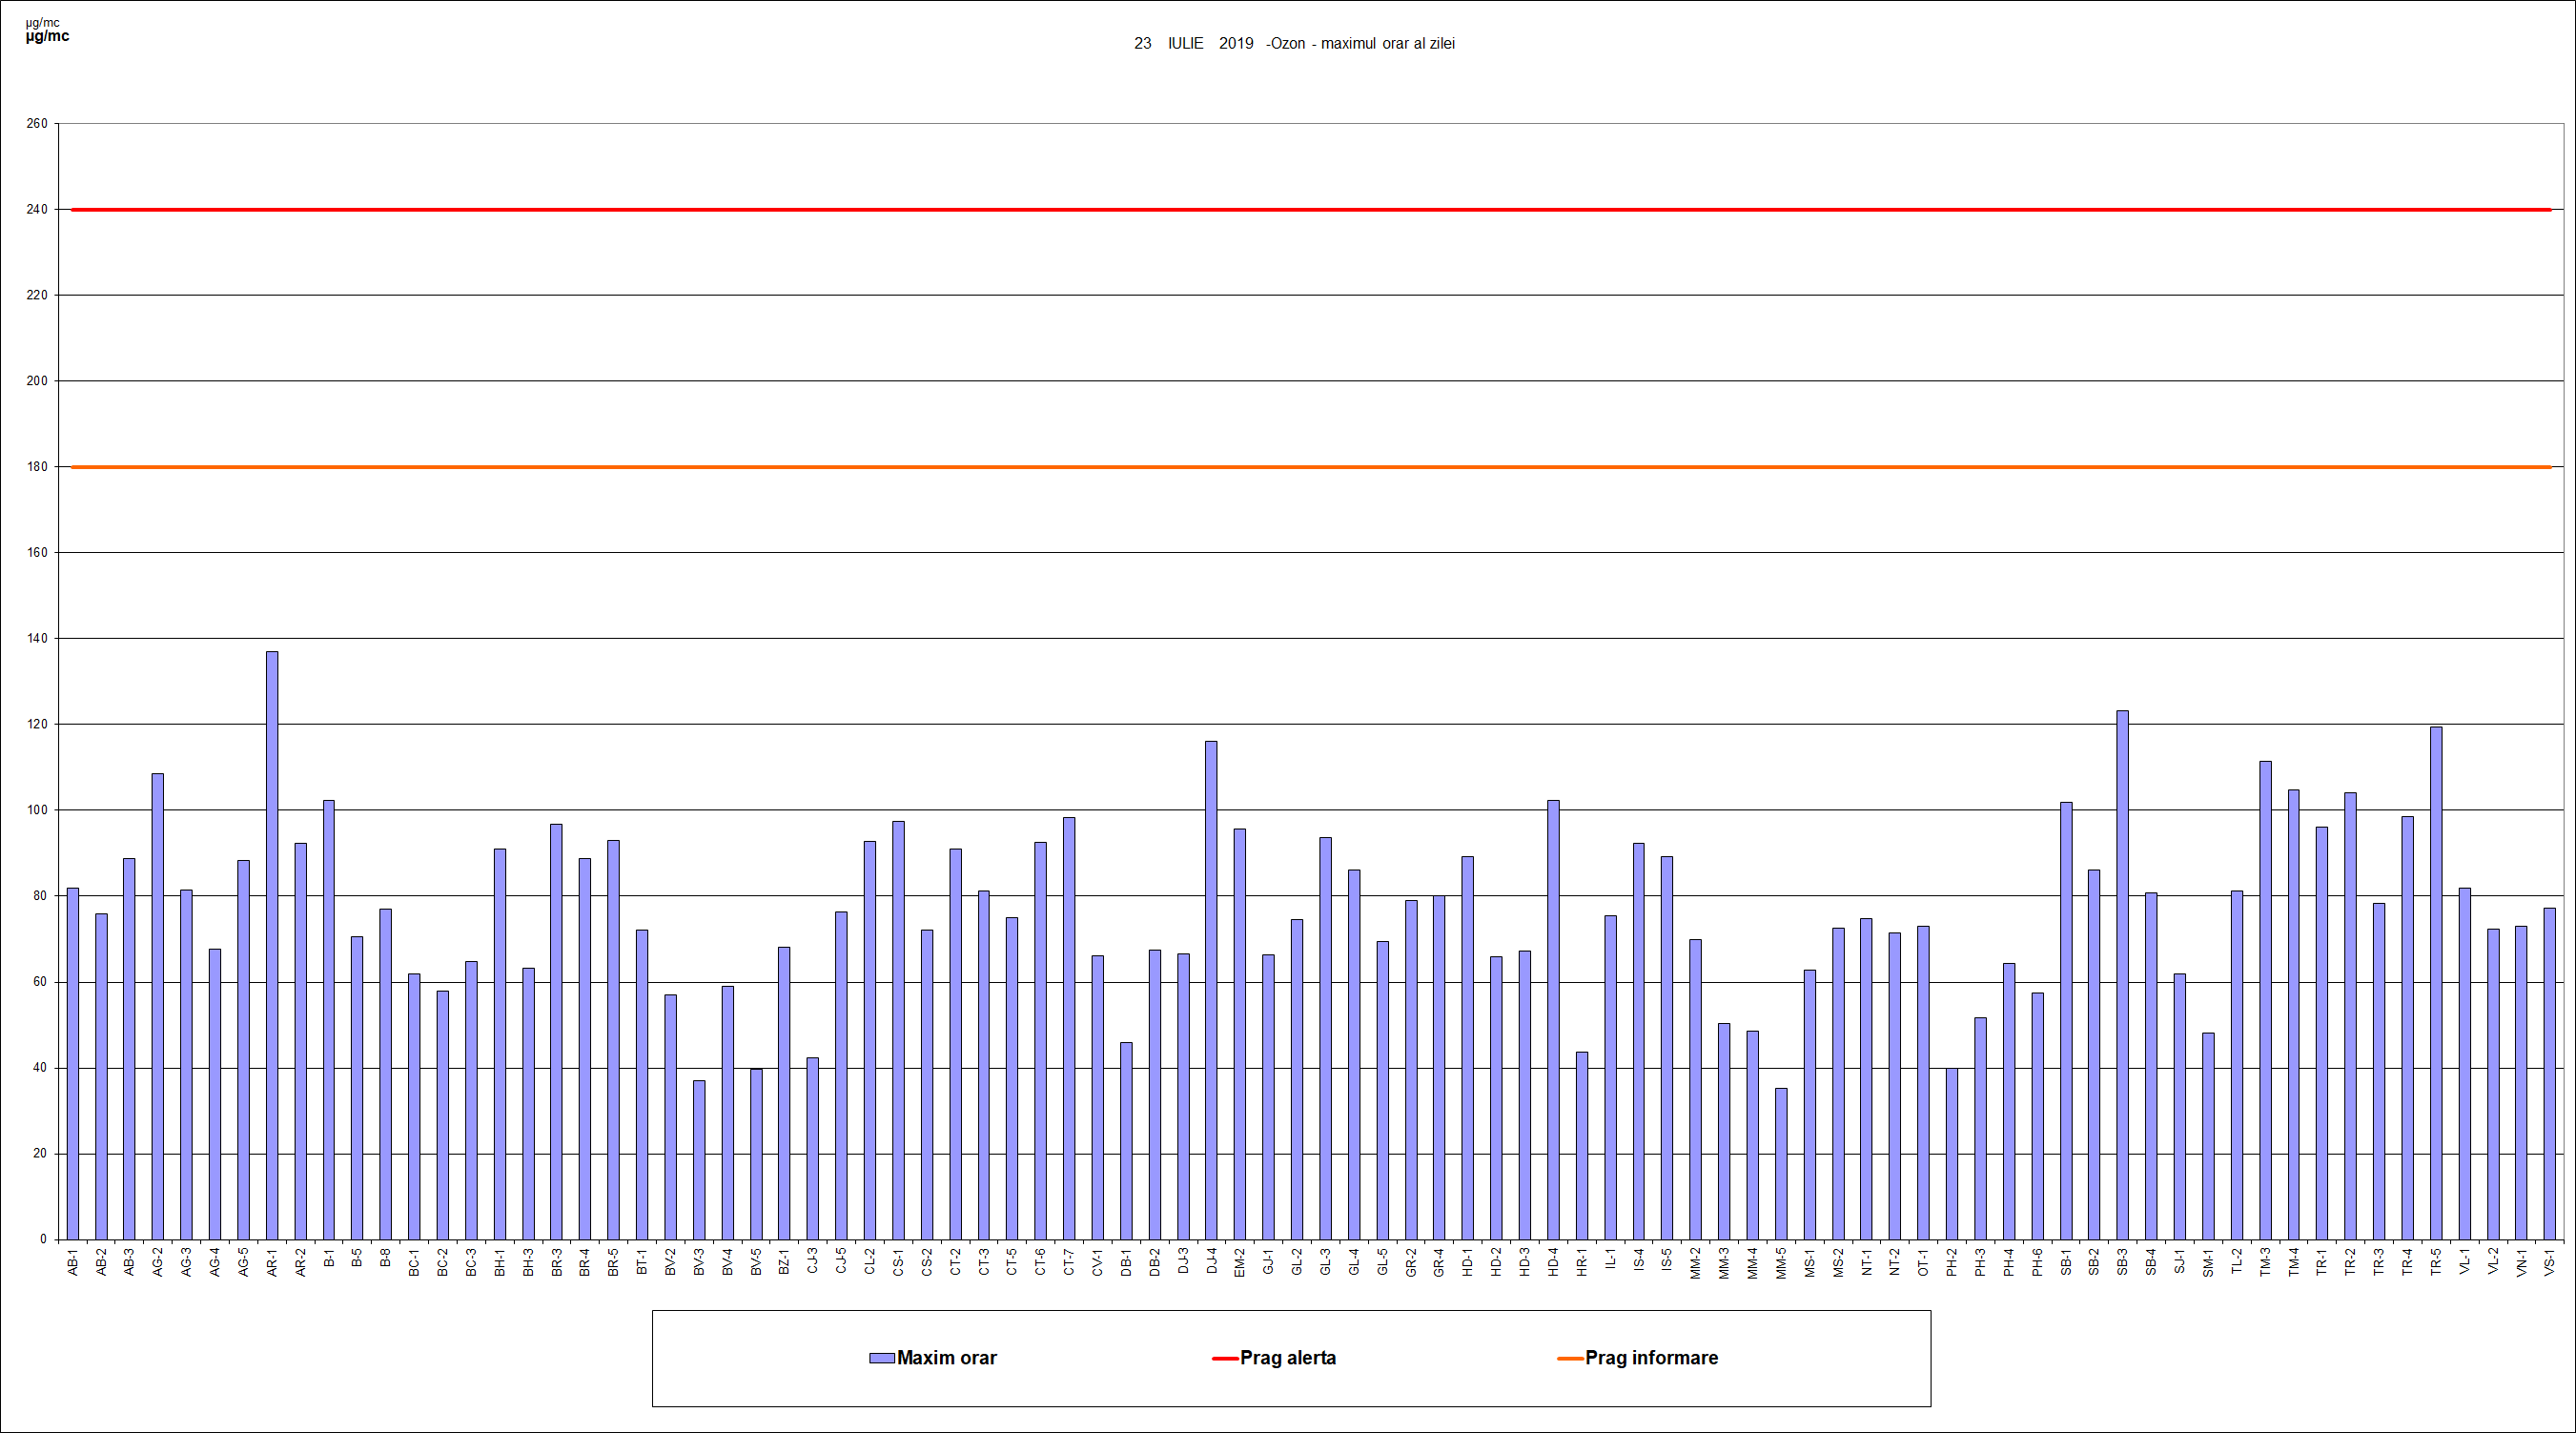 µg/mc
µg/mc
23 IULIE 2019 -Ozon - maximul orar al zilei
260
240
220
200
180
160
140
120
100
80
60
40
20
0
AB-1 AB-2 AB-3 AG-2 AG-3 AG-4 AG-5 AR-1 AR-2 B-1 B-5 B-8 BC-1 BC-2 BC-3 BH-1 BH-3 BR-3 BR-4 BR-5 BT-1 BV-2 BV-3 BV-4 BV-5 BZ-1 CJ-3 CJ-5 CL-2 CS-1 CS-2 CT-2 CT-3 CT-5 CT-6 CT-7 CV-1 DB-1 DB-2 DJ-3 DJ-4 EM-2 GJ-1 GL-2 GL-3 GL-4 GL-5 GR-2 GR-4 HD-1 HD-2 HD-3 HD-4 HR-1 IL-1 IS-4 IS-5 MM-2 MM-3 MM-4 MM-5 MS-1 MS-2 NT-1 NT-2 OT-1 PH-2 PH-3 PH-4 PH-6 SB-1 SB-2 SB-3 SB-4 SJ-1 SM-1 TL-2 TM-3 TM-4 TR-1 TR-2 TR-3 TR-4 TR-5 VL-1 VL-2 VN-1 VS-1
Maxim orar Prag alerta Prag informare